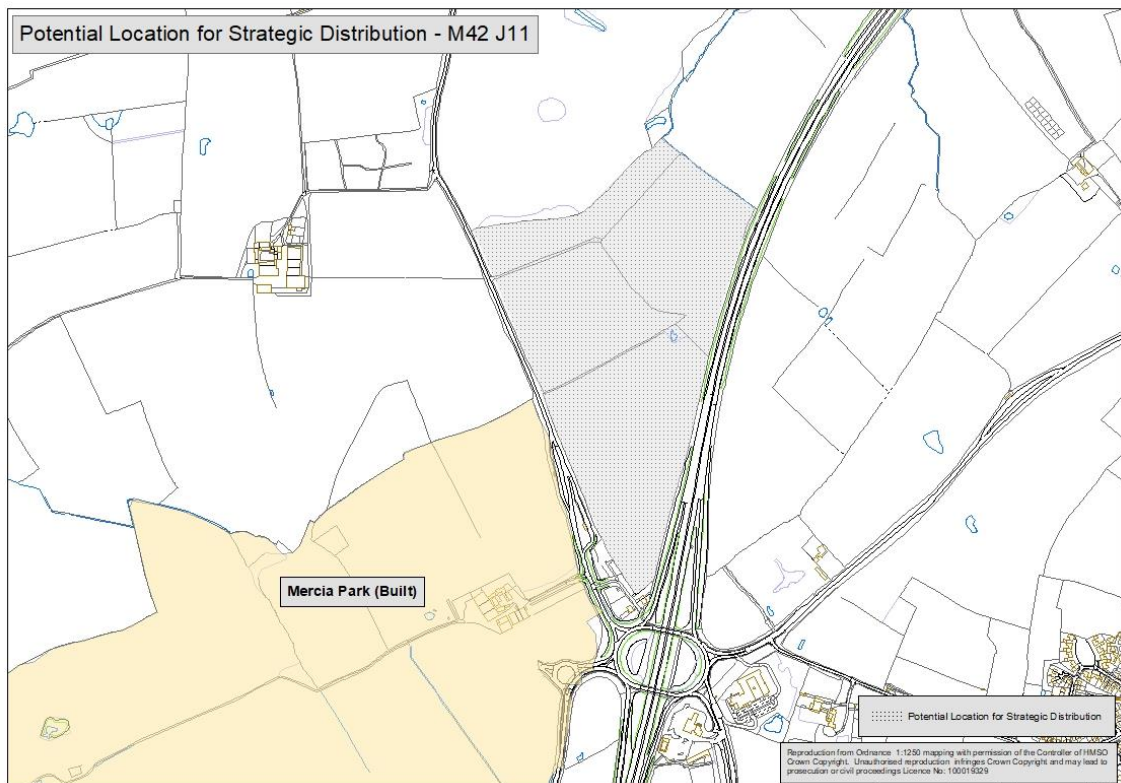 Potential Location for Strategic Distribution - M42 J11
Mercia Park (Built)
Potential Location for Strategic Distribution
Reproduction from Ordnance 1:1250 mapping with permission of the Controller of HMSO
Crown Copyright. Unauthorised reproduction infringes Crown Copyright and may lead to
prosecution or civil proceedings Licence No: 100019329